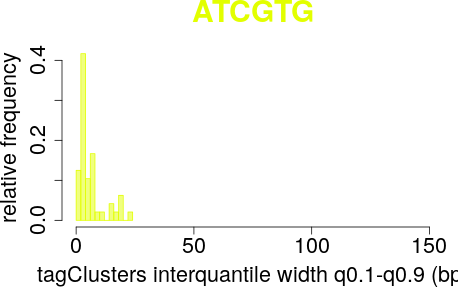 ATCGTG
relative frequency
0.0
0.2
0.4
0
50
100
150
tagClusters interquantile width q0.1-q0.9 (bp